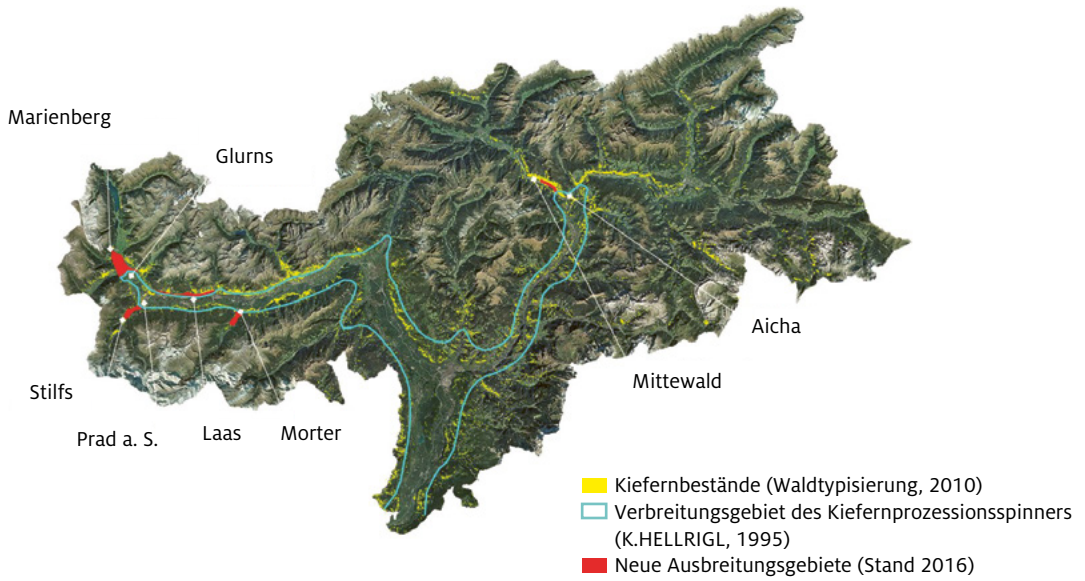 Marienberg
Glurns
Aicha
Mittewald
Stilfs
Prad a. S.
Laas
Morter
Kiefernbestände (Waldtypisierung, 2010)
Verbreitungsgebiet des Kiefernprozessionsspinners
(K.HELLRIGL, 1995)
Neue Ausbreitungsgebiete (Stand 2016)